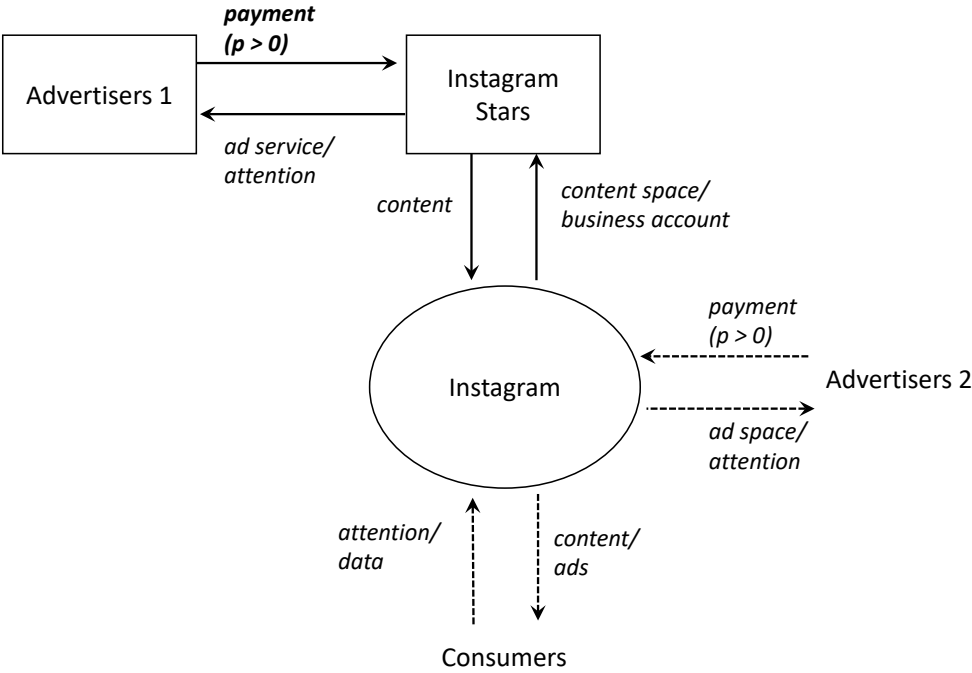 payment
(p > 0)
Advertisers 1
Instagram
Stars
ad service/
attention
content
content space/
business account
payment
(p > 0)
Instagram
Advertisers 2
ad space/
attention
attention/
data
content/
ads
Consumers